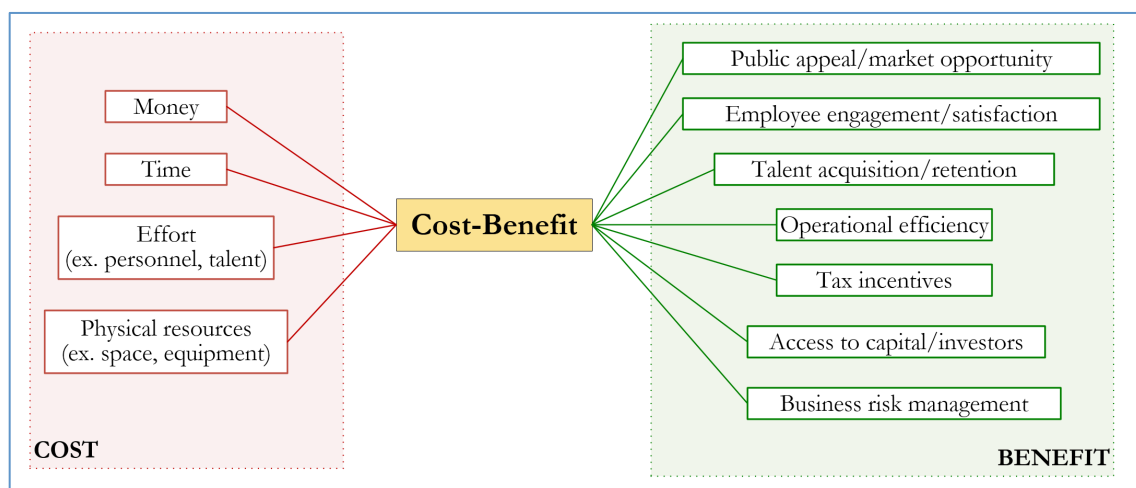 Money
Time
Effort
(ex. personnel, talent)
Physical resources
(ex. space, equipment)
COST
Cost-Benefit
Public appeal/market opportunity
Employee engagement/satisfaction
Talent acquisition/retention
Operational efficiency
Tax incentives
Access to capital/investors
Business risk management
BENEFIT